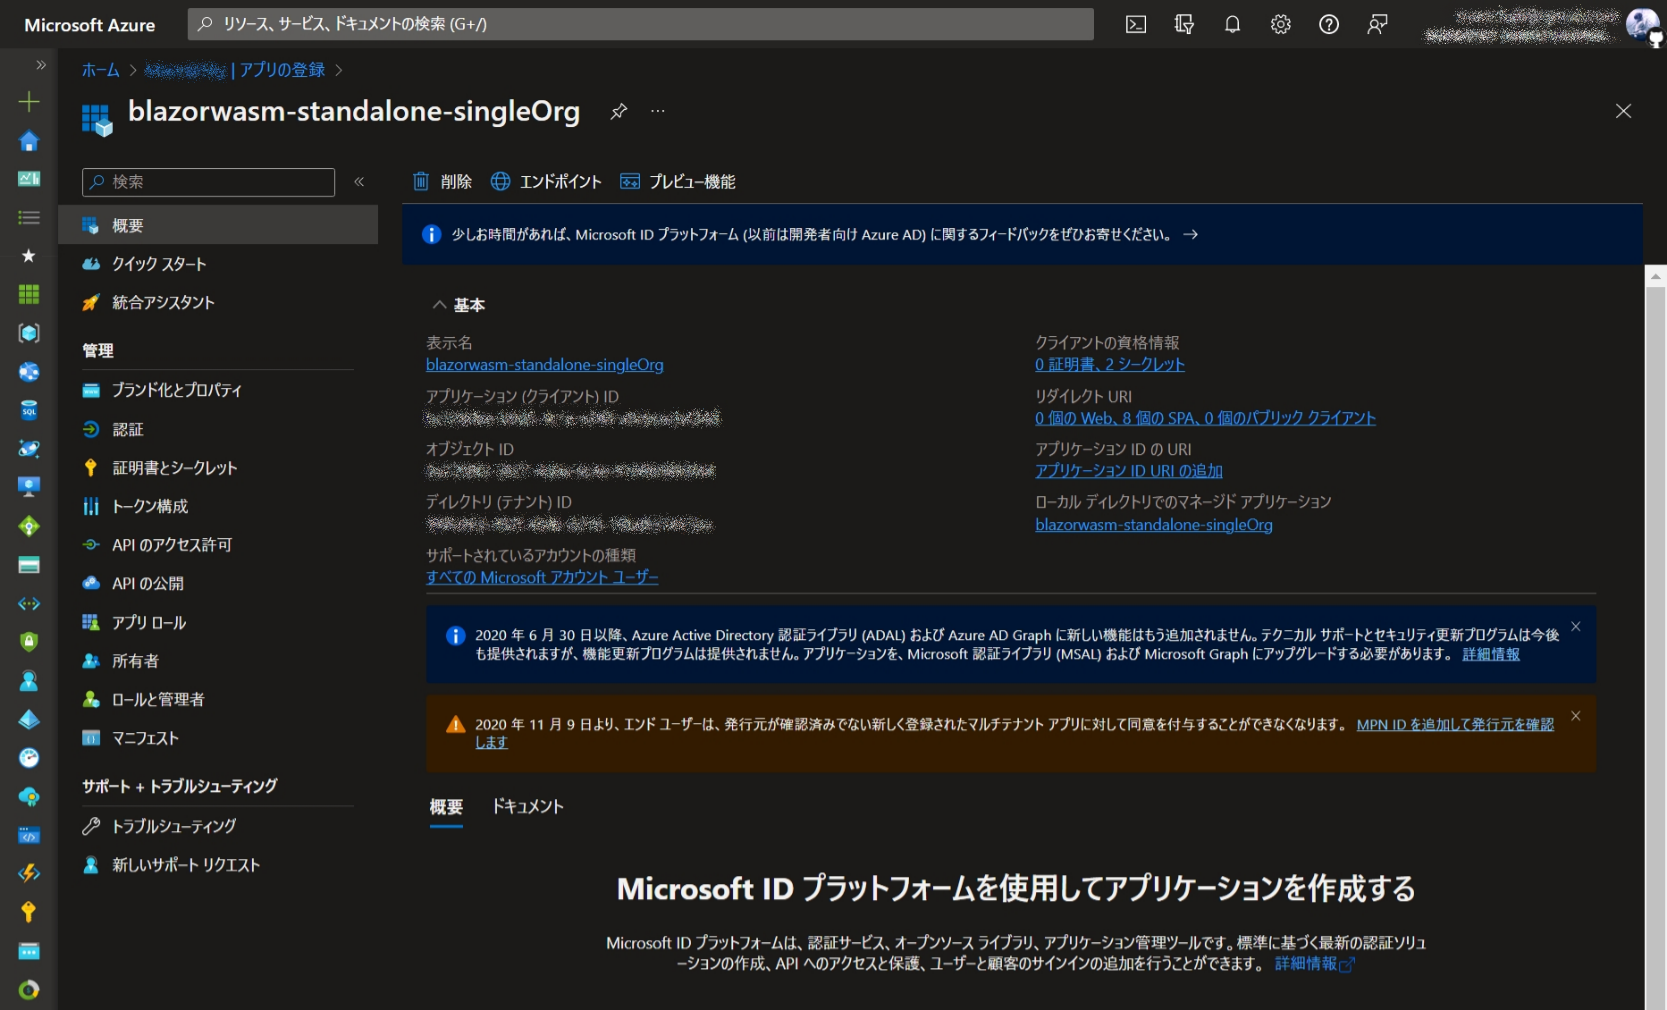 Microsoft Azure
リソース、サービス、ドキュメントの検索 (G+/)
ホーム > | アプリの登録 >
blazorwasm-standalone-singleOrg
検索
削除 エンドポイント プレビュー機能
概要
クイック スタート
統合アシスタント
管理
ブランド化とプロパティ
認証
証明書とシークレット
トークン構成
API のアクセス許可
API の公開
アプリ ロール
所有者
ロールと管理者
マニフェスト
サポート + トラブルシューティング
トラブルシューティング
新しいサポート リクエスト
SQL
少しお時間があれば、Microsoft ID プラットフォーム (以前は開発者向け Azure AD) に関するフィードバックをぜひお寄せください。 →
基本
表示名
blazorwasm-standalone-singleOrg
アプリケーション (クライアント) ID
オブジェクト ID
ディレクトリ (テナント) ID
サポートされているアカウントの種類
すべての Microsoft アカウント ユーザー
クライアントの資格情報
0 証明書、2 シークレット
リダイレクト URI
0 個の Web、8 個の SPA、0 個のパブリック クライアント
アプリケーション ID の URI
アプリケーション ID URI の追加
ローカル ディレクトリでのマネージド アプリケーション
blazorwasm-standalone-singleOrg
2020 年 6 月 30 日以降、Azure Active Directory 認証ライブラリ (ADAL) および Azure AD Graph に新しい機能はもう追加されません。テクニカル サポートとセキュリティ更新プログラムは今後
も提供されますが、機能更新プログラムは提供されません。アプリケーションを、Microsoft 認証ライブラリ (MSAL) および Microsoft Graph にアップグレードする必要があります。 詳細情報
2020 年 11 月 9 日より、エンド ユーザーは、発行元が確認済みでない新しく登録されたマルチテナント アプリに対して同意を付与することができなくなります。 MPN ID を追加して発行元を確認
します
概要 ドキュメント
Microsoft ID プラットフォームを使用してアプリケーションを作成する
Microsoft ID プラットフォームは、認証サービス、オープンソース ライブラリ、アプリケーション管理ツールです。標準に基づく最新の認証ソリュ
ーションの作成、API へのアクセスと保護、ユーザーと顧客のサインインの追加を行うことができます。 詳細情報